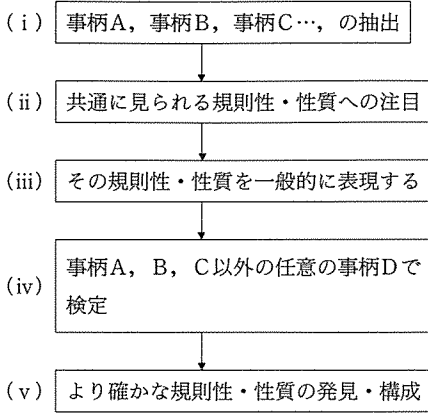 (ⅰ) 事柄A，事柄B，事柄C…，の抽出
(ⅱ) 共通に見られる規則性・性質への注目
(ⅲ) その規則性・性質を一般的に表現する
(ⅳ) 事柄A，B，C以外の任意の事柄Dで
検定
(ⅴ) より確かな規則性・性質の発見・構成